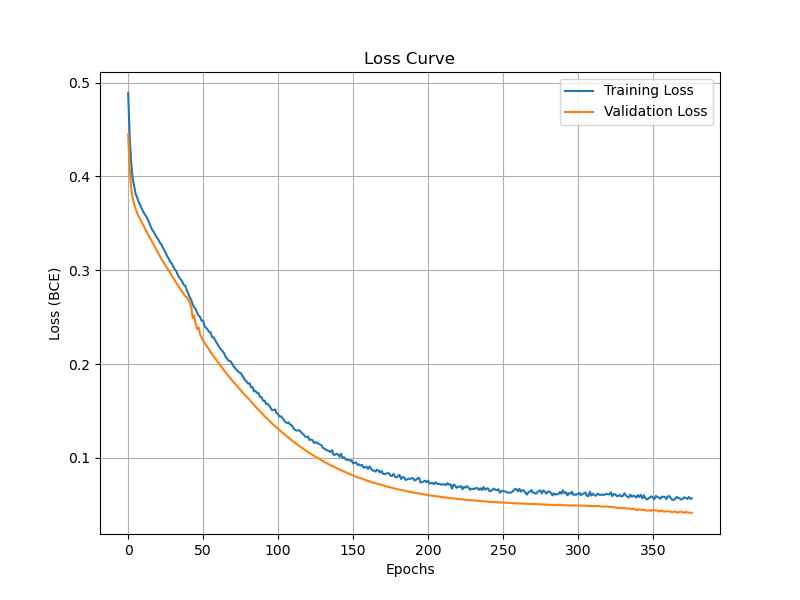 Loss Curve
Training Loss
Validation Loss
Loss (BCE)
0.5
0.4
0.3
0.2
0.1
0 50 100 150 200 250 300 350
Epochs